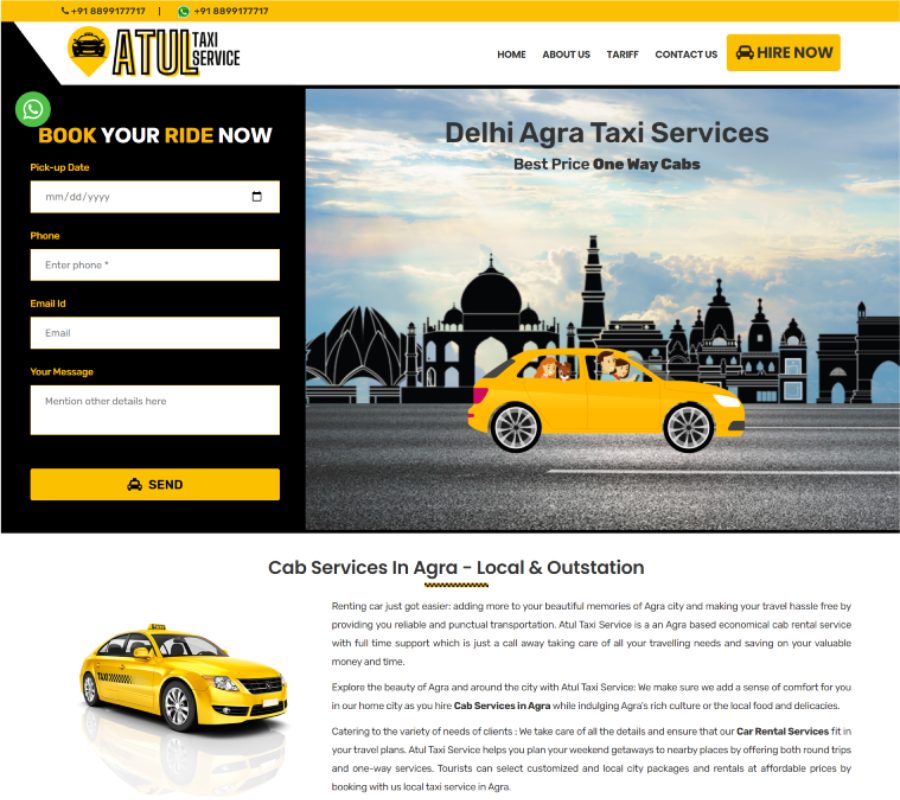 +91 8899177717 | +91 8899177717
ATUL TAXI SERVICE
HOME ABOUT US TARIFF CONTACT US HIRE NOW
BOOK YOUR RIDE NOW
Pick-up Date
mm/dd/yyyy
Phone
Enter phone *
Email Id
Email
Your Message
Mention other details here
SEND
Delhi Agra Taxi Services
Best Price One Way Cabs
Cab Services In Agra - Local & Outstation
TAXI
TAXI
Renting car just got easier: adding more to your beautiful memories of Agra city and making your travel hassle free by
providing you reliable and punctual transportation. Atul Taxi Service is a an Agra based economical cab rental service
with full time support which is just a call away taking care of all your travelling needs and saving on your valuable
money and time.
Explore the beauty of Agra and around the city with Atul Taxi Service: We make sure we add a sense of comfort for you
in our home city as you hire Cab Services in Agra while indulging Agra's rich culture or the local food and delicacies.
Catering to the variety of needs of clients : We take care of all the details and ensure that our Car Rental Services fit in
your travel plans. Atul Taxi Service helps you plan your weekend getaways to nearby places by offering both round trips
and one-way services. Tourists can select customized and local city packages and rentals at affordable prices by
booking with us local taxi service in Agra.